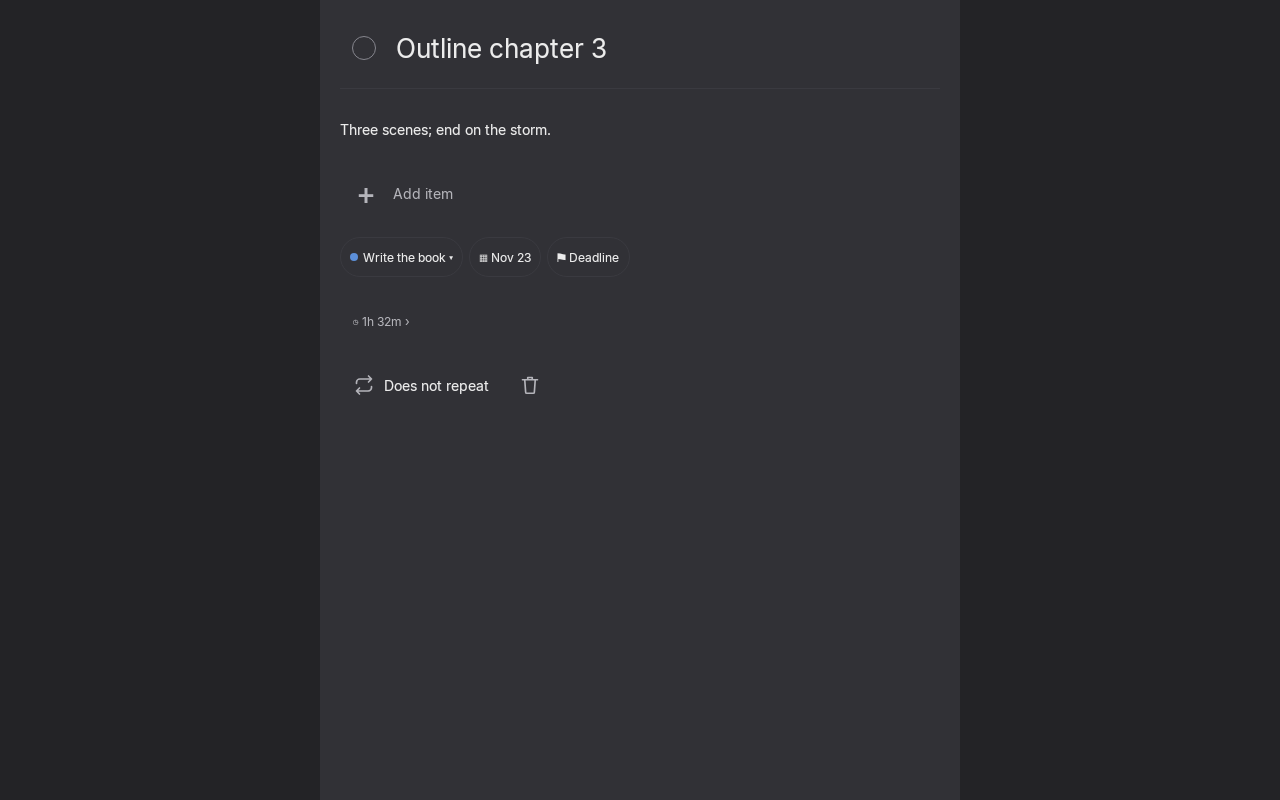 Outline chapter 3
Three scenes; end on the storm.
Add item
Write the book
Nov 23
Deadline
1h 32m
Does not repeat